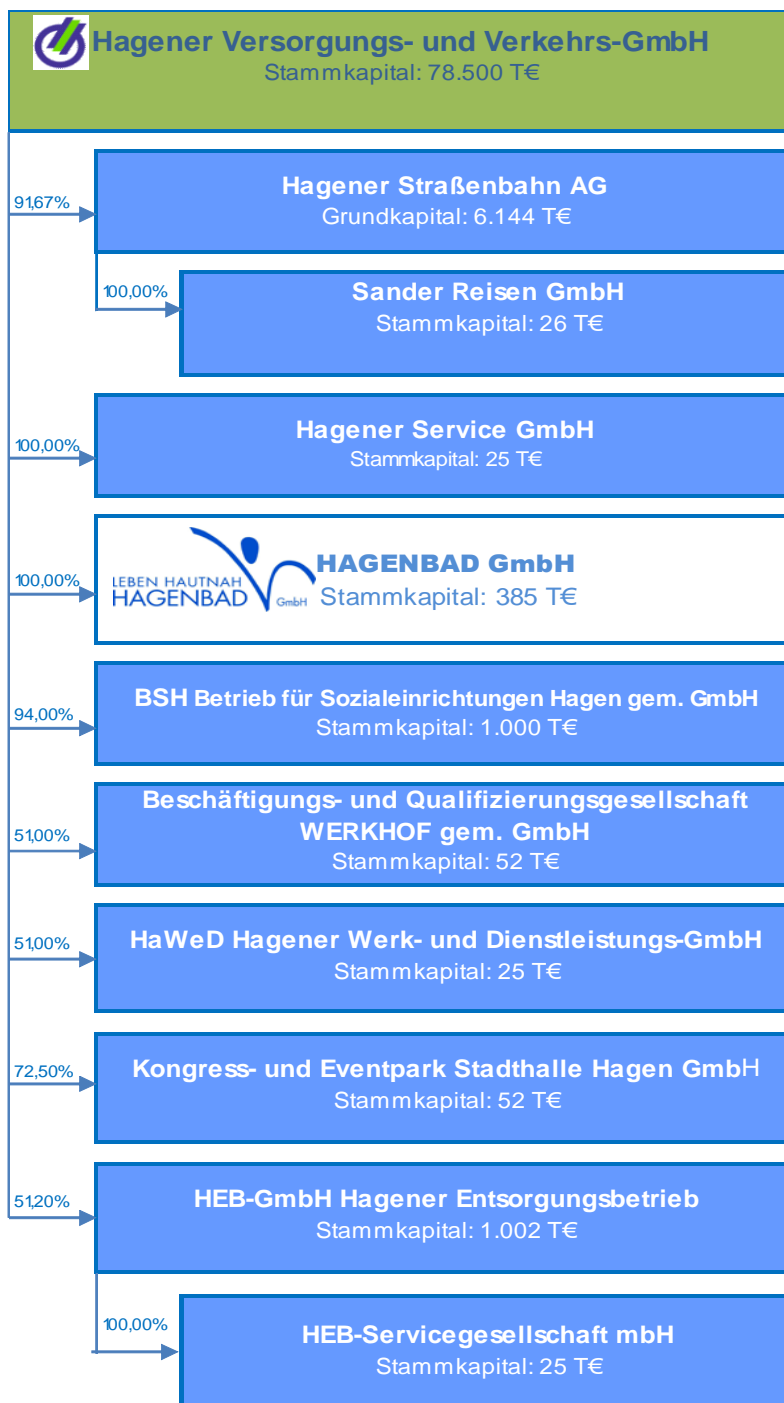 Hagener Versorgungs- und Verkehrs-GmbH
Stammkapital: 78.500 T€
91,67%
Hagener Straßenbahn AG
Grundkapital: 6.144 T€
100,00%
Sander Reisen GmbH
Stammkapital: 26 T€
100,00%
Hagener Service GmbH
Stammkapital: 25 T€
100,00%
LEBEN HAUTNAH
HAGENBAD GmbH
HAGENBAD GmbH
Stammkapital: 385 T€
94,00%
BSH Betrieb für Sozialeinrichtungen Hagen gem. GmbH
Stammkapital: 1.000 T€
51,00%
Beschäftigungs- und Qualifizierungsgesellschaft
WERKHOF gem. GmbH
Stammkapital: 52 T€
51,00%
HaWeD Hagener Werk- und Dienstleistungs-GmbH
Stammkapital: 25 T€
72,50%
Kongress- und Eventpark Stadthalle Hagen GmbH
Stammkapital: 52 T€
51,20%
HEB-GmbH Hagener Entsorgungsbetrieb
Stammkapital: 1.002 T€
100,00%
HEB-Servicegesellschaft mbH
Stammkapital: 25 T€